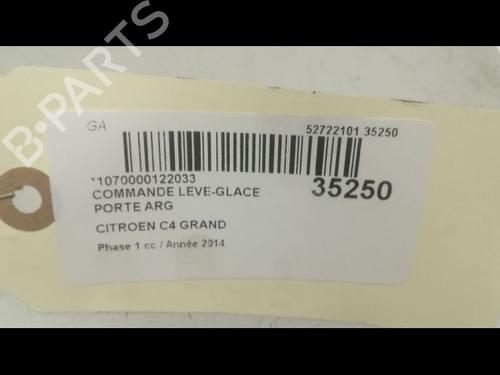 B-PARTS
GA
52722101 35250
*1070000122033
35250
COMMANDE LEVE-GLACE
PORTE ARG
CITROEN C4 GRAND
Phase 1 cc / Année 2014